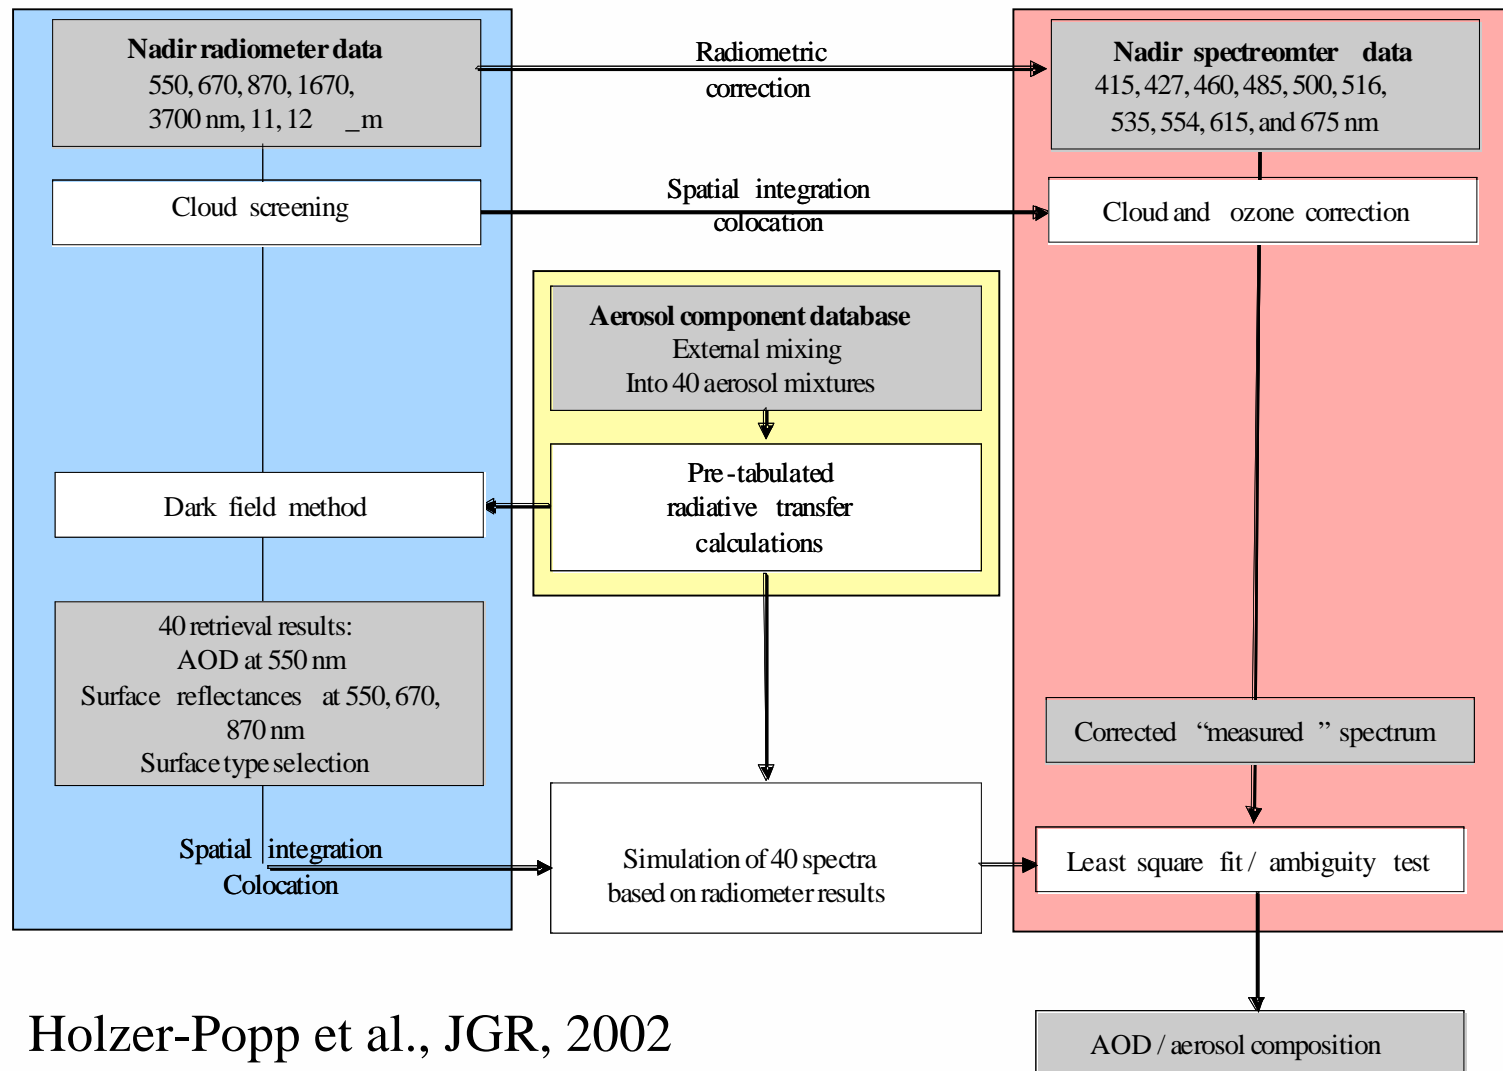 Nadir radiometer data
550, 670, 870, 1670,
3700 nm, 11, 12 _m
Radiometric
correction
Nadir spectreomter data
415, 427, 460, 485, 500, 516,
535, 554, 615, and 675 nm
Cloud screening
Spatial integration
colocation
Cloud and ozone correction
Aerosol component database
External mixing
Into 40 aerosol mixtures
Dark field method
Pre-tabulated
radiative transfer
calculations
40 retrieval results:
AOD at 550 nm
Surface reflectances at 550, 670,
870 nm
Surface type selection
Corrected “measured ” spectrum
Spatial integration
Colocation
Simulation of 40 spectra
based on radiometer results
Least square fit / ambiguity test
Holzer-Popp et al., JGR, 2002
AOD / aerosol composition